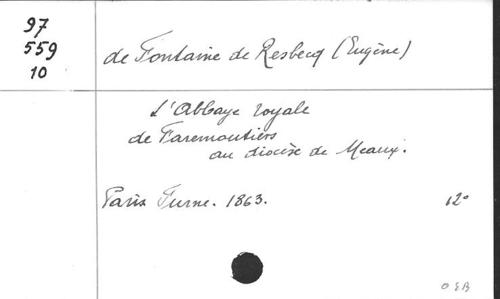 97
559
10
de Fontaine de Resbecq (Eugène)
L'Abbaye royale
de Faremoutiers
au diocèse de Meaux.
Paris Furne. 1863. 12°
O E B